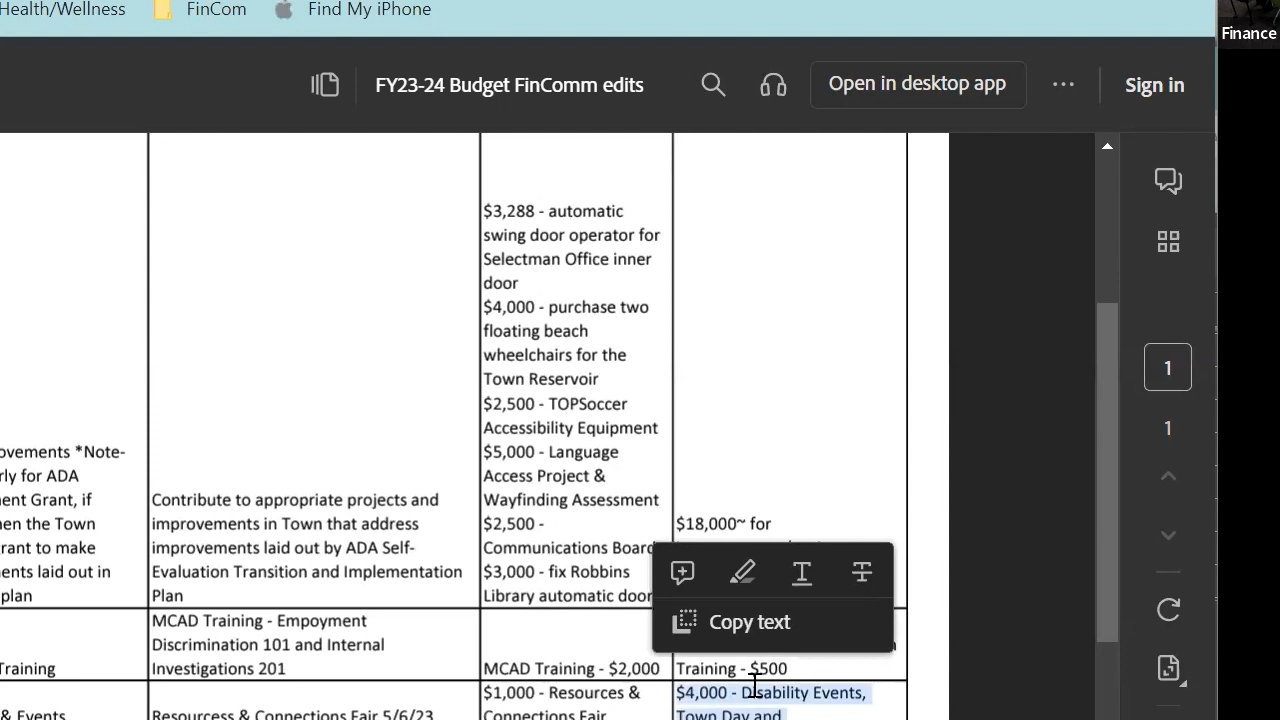 Health/Wellness
FinCom
Find My iPhone
Finance
FY23-24 Budget FinComm edits
Open in desktop app
Sign in
ovements *Note-
rly for ADA
ment Grant, if
hen the Town
grant to make
ments laid out in
plan
Contribute to appropriate projects and
improvements in Town that address
improvements laid out by ADA Self-
Evaluation Transition and Implementation
Plan
$3,288 - automatic
swing door operator for
Selectman Office inner
door
$4,000 - purchase two
floating beach
wheelchairs for the
Town Reservoir
$2,500 - TOPSoccer
Accessibility Equipment
$5,000 - Language
Access Project &
Wayfinding Assessment
$2,500 -
Communications Board
$3,000 - fix Robbins
Library automatic door
$18,000~ for
Copy text
Training
MCAD Training - Empoyment
Discrimination 101 and Internal
Investigations 201
MCAD Training - $2,000
Training - $500
& Events
Resourcess & Connections Fair 5/6/23
$1,000 - Resources &
Connections Fair
$4,000 - Disability Events,
Town Day and
1
1